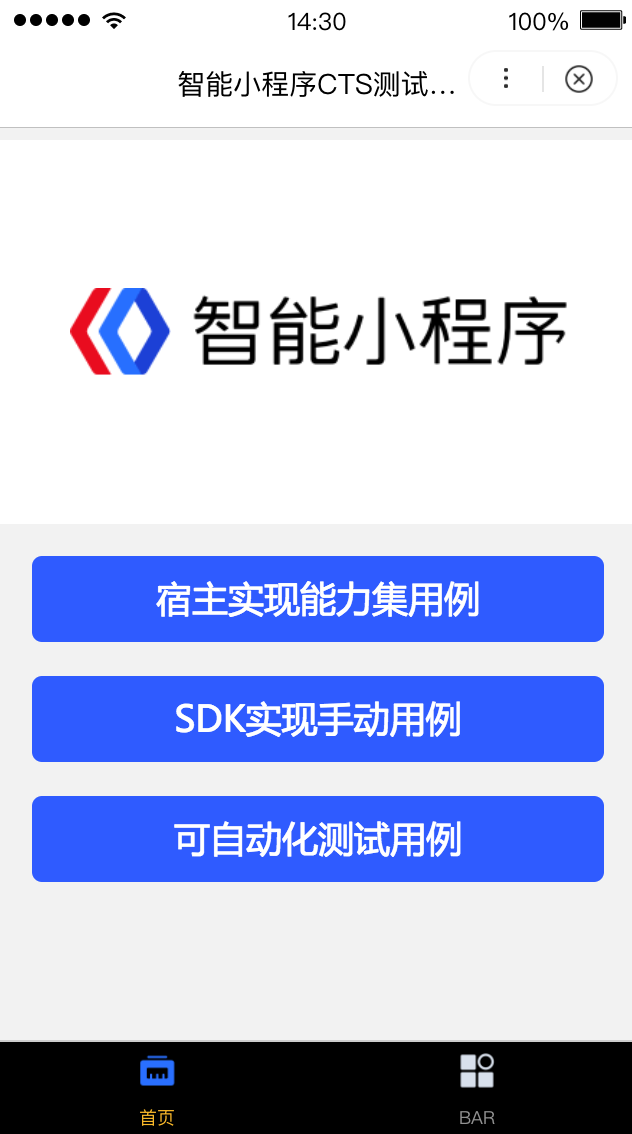 14:30
100%
智能小程序CTS测试...
智能小程序
宿主实现能力集用例
SDK实现手动用例
可自动化测试用例
首页
BAR